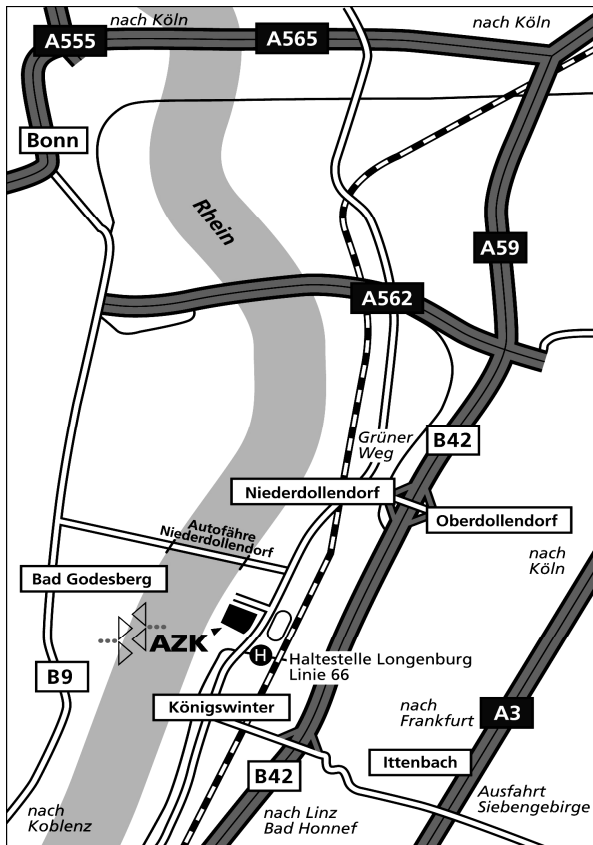 nach Köln
nach Köln
A555
A565
Bonn
Rhein
A59
A562
Grüner
Weg
B42
Niederdollendorf
Oberdollendorf
Autofähre
Niederdollendorf
nach
Köln
Bad Godesberg
AZK
H
Haltestelle Longenburg
Linie 66
B9
Königswinter
nach
Frankfurt
A3
Ittenbach
B42
Ausfahrt
Siebengebirge
nach
Koblenz
nach Linz
Bad Honnef